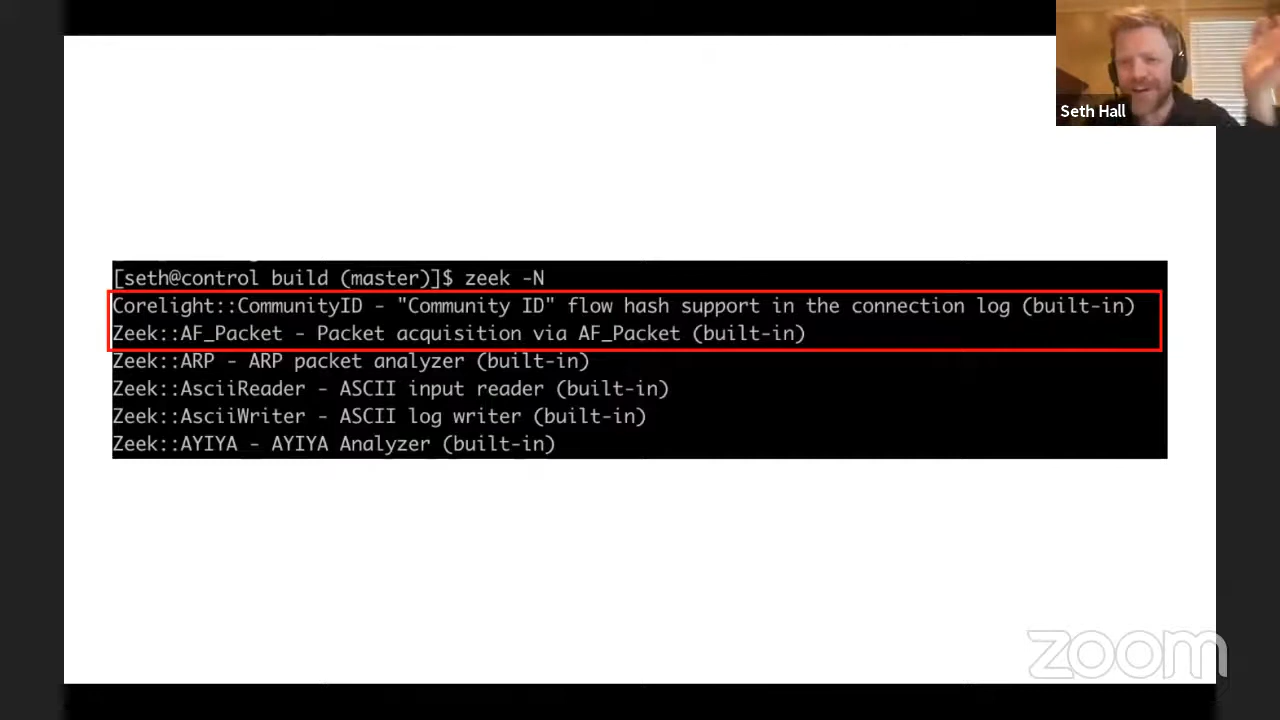 Seth Hall
[seth@control build (master)]$ zeek -N
Corelight::CommunityID - "Community ID" flow hash support in the connection log (built-in)
Zeek::AF_Packet - Packet acquisition via AF_Packet (built-in)
Zeek::ARP - ARP packet analyzer (built-in)
Zeek::AsciiReader - ASCII input reader (built-in)
Zeek::AsciiWriter - ASCII log writer (built-in)
Zeek::AYIYA - AYIYA Analyzer (built-in)
zoom